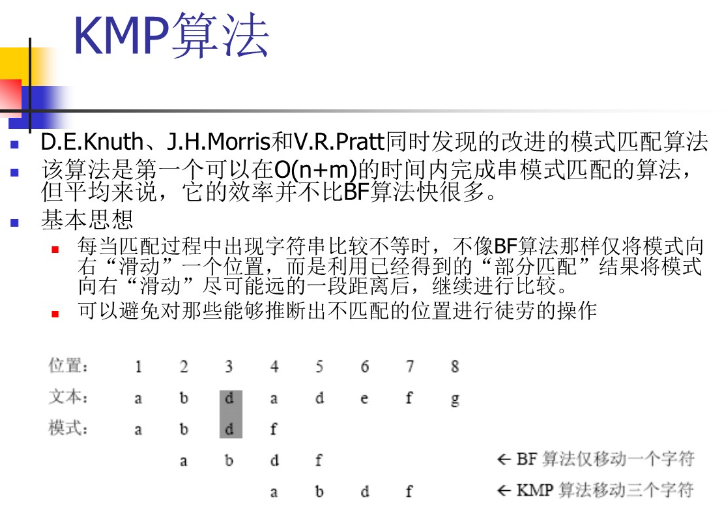 KMP算法
D.E.Knuth、J.H.Morris和V.R.Pratt同时发现的改进的模式匹配算法
该算法是第一个可以在O(n+m)的时间内完成串模式匹配的算法，
但平均来说，它的效率并不比BF算法快很多。
基本思想
每当匹配过程中出现字符串比较不等时，不像BF算法那样仅将模式向
右“滑动”一个位置，而是利用已经得到的“部分匹配”结果将模式
向右“滑动”尽可能远的一段距离后，继续进行比较。
可以避免对那些能够推断出不匹配的位置进行徒劳的操作
位置： 1 2 3 4 5 6 7 8
文本： a b d a d e f g
模式： a b d f
a b d f ← BF 算法仅移动一个字符
a b d f ← KMP 算法移动三个字符